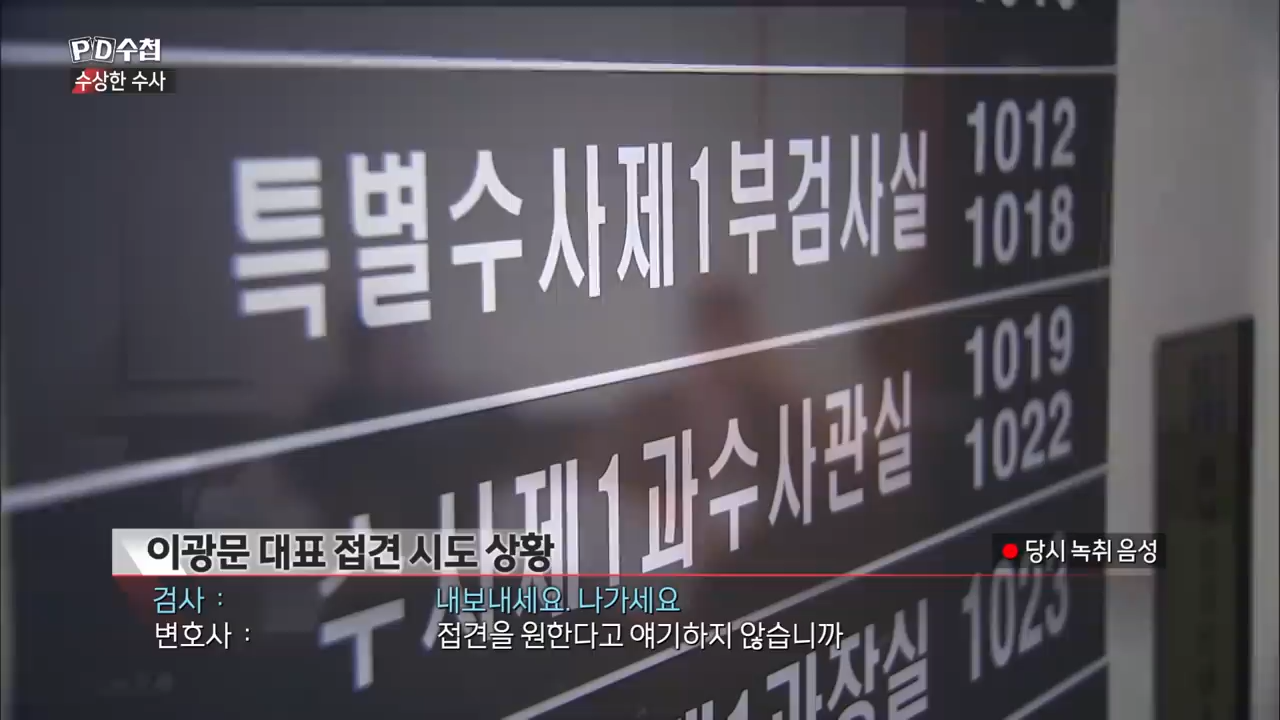 PD수첩
수상한 수사
특별수사제1부검사실
1012
1018
수사제1과수사관실
1019
1022
1023
이광문 대표 접견 시도 상황
당시 녹취 음성
검사 : 내보내세요. 나가세요
변호사 : 접견을 원한다고 얘기하지 않습니까